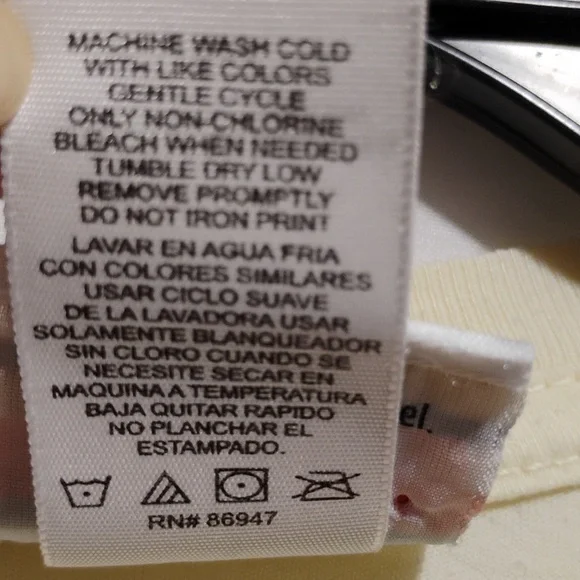 MACHINE WASH COLD
WITH LIKE COLORS
GENTLE CYCLE
ONLY NON-CHLORINE
BLEACH WHEN NEEDED
TUMBLE DRY LOW
REMOVE PROMPTLY
DO NOT IRON PRINT
LAVAR EN AGUA FRIA
CON COLORES SIMILARES
USAR CICLO SUAVE
DE LA LAVADORA USAR
SOLAMENTE BLANQUEADOR
SIN CLORO CUANDO SE
NECESITE SECAR EN
MAQUINA A TEMPERATURA
BAJA QUITAR RAPIDO
NO PLANCHAR EL
ESTAMPADO.
RN# 86947
el.